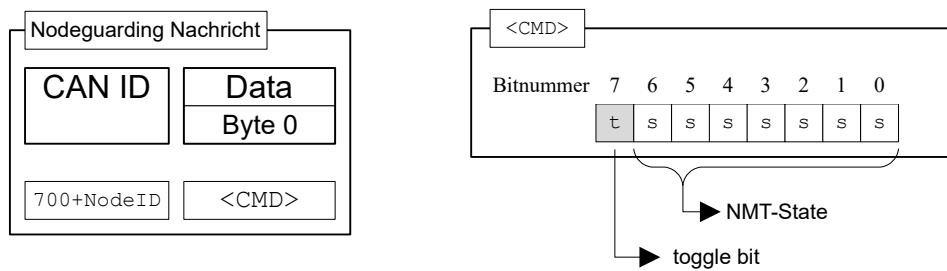 Nodeguarding Nachricht
CAN ID Data
Byte 0
700+NodeID <CMD>
<CMD>
Bitnummer 7 6 5 4 3 2 1 0
t s s s s s s s
NMT-State
toggle bit